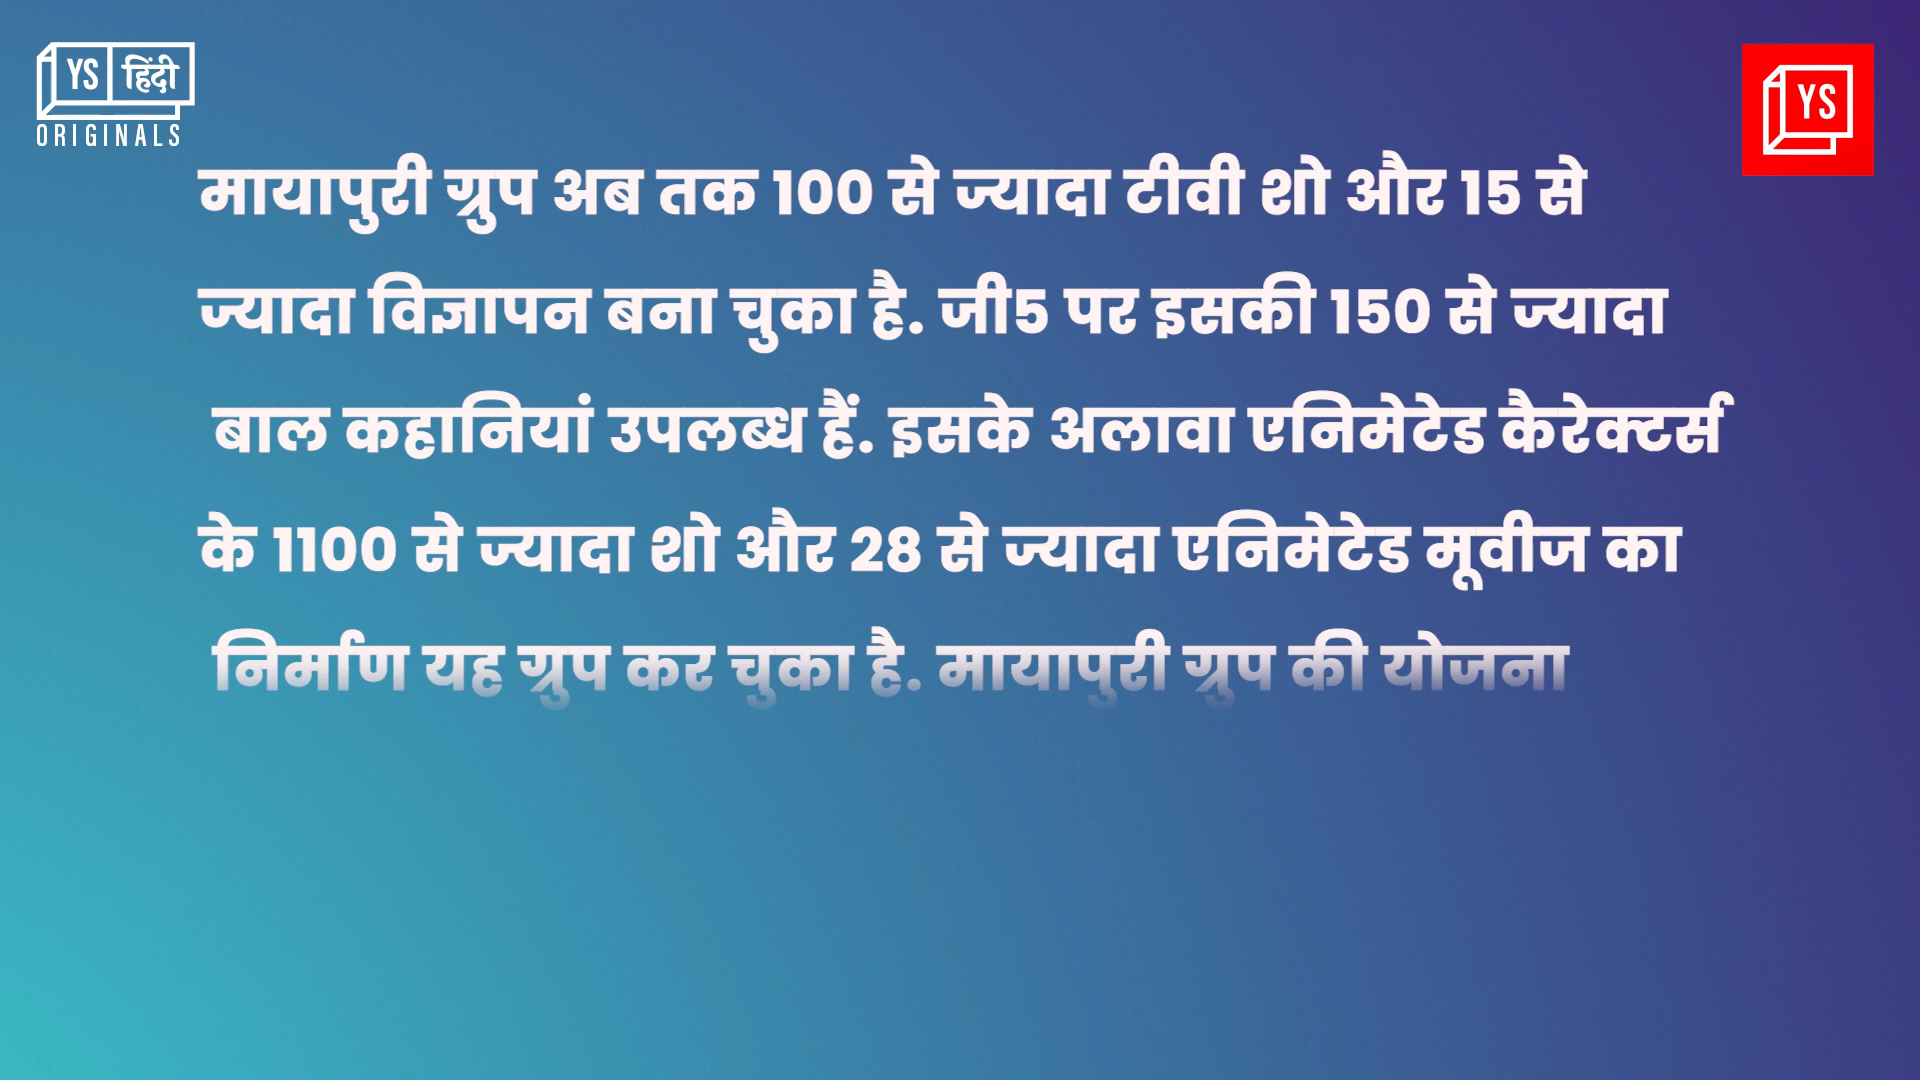 YS हिंदी
ORIGINALS
YS
मायापुरी ग्रुप अब तक 100 से ज्यादा टीवी शो और 15 से
ज्यादा विज्ञापन बना चुका है. जी5 पर इसकी 150 से ज्यादा
बाल कहानियां उपलब्ध हैं. इसके अलावा एनिमेटेड कैरेक्टर्स
के 1100 से ज्यादा शो और 28 से ज्यादा एनिमेटेड मूवीज का
निर्माण यह ग्रुप कर चुका है. मायापुरी ग्रुप की योजना